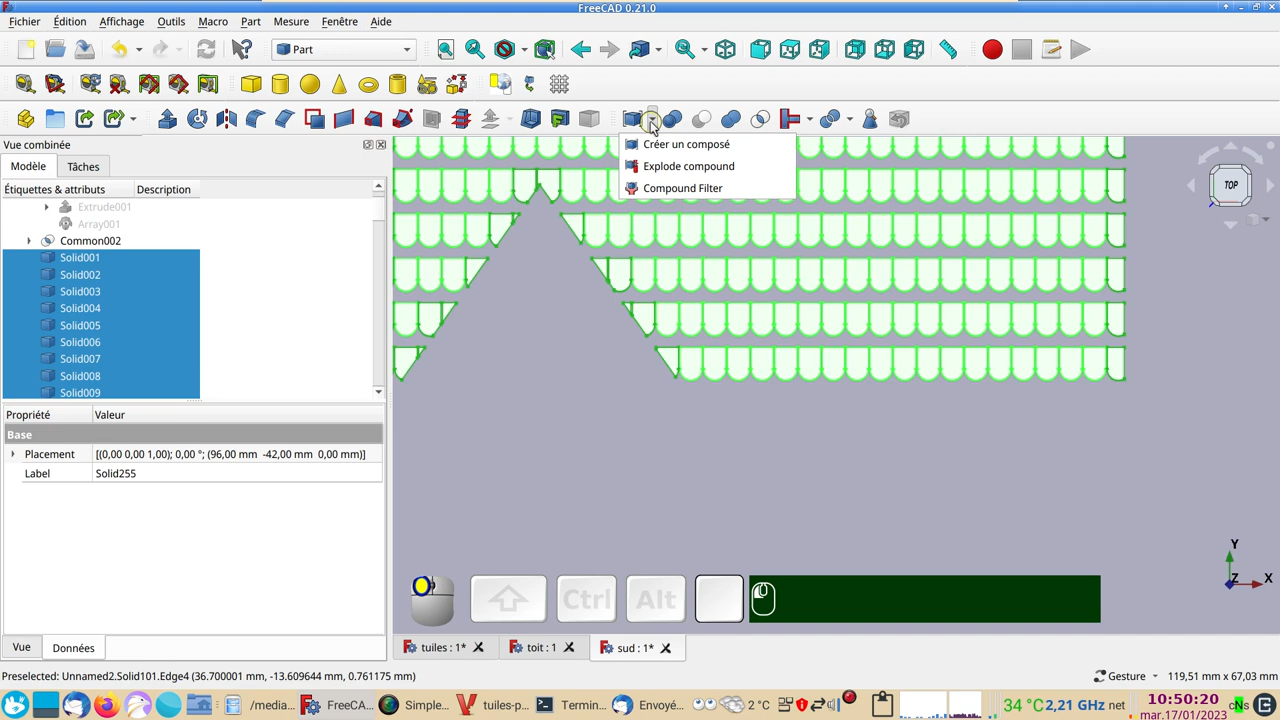 FreeCAD 0.21.0
Fichier Édition Affichage Outils Macro Part Mesure Fenêtre Aide
Part
Créer un composé
Explode compound
Compound Filter
Vue combinée
Modèle Tâches
Étiquettes & attributs Description
Extrude001
Array001
Common002
Solid001
Solid002
Solid003
Solid004
Solid005
Solid006
Solid007
Solid008
Solid009
Propriété Valeur
Base
Placement [(0,00 0,00 1,00); 0,00 °; (96,00 mm -42,00 mm 0,00 mm)]
Label Solid255
TOP
Y
Z X
Ctrl Alt
Vue Données
tuiles : 1* toit : 1 sud : 1*
Preselected: Unnamed2.Solid101.Edge4 (36.700001 mm, -13.609644 mm, 0.761175 mm)
Gesture 119,51 mm x 67,03 mm
/media... FreeCA... Simple... tuiles-p... Termin... Envoyé... 2 °C 34 °C 2,21 GHz net 10:50:20
mar.17/01/2023